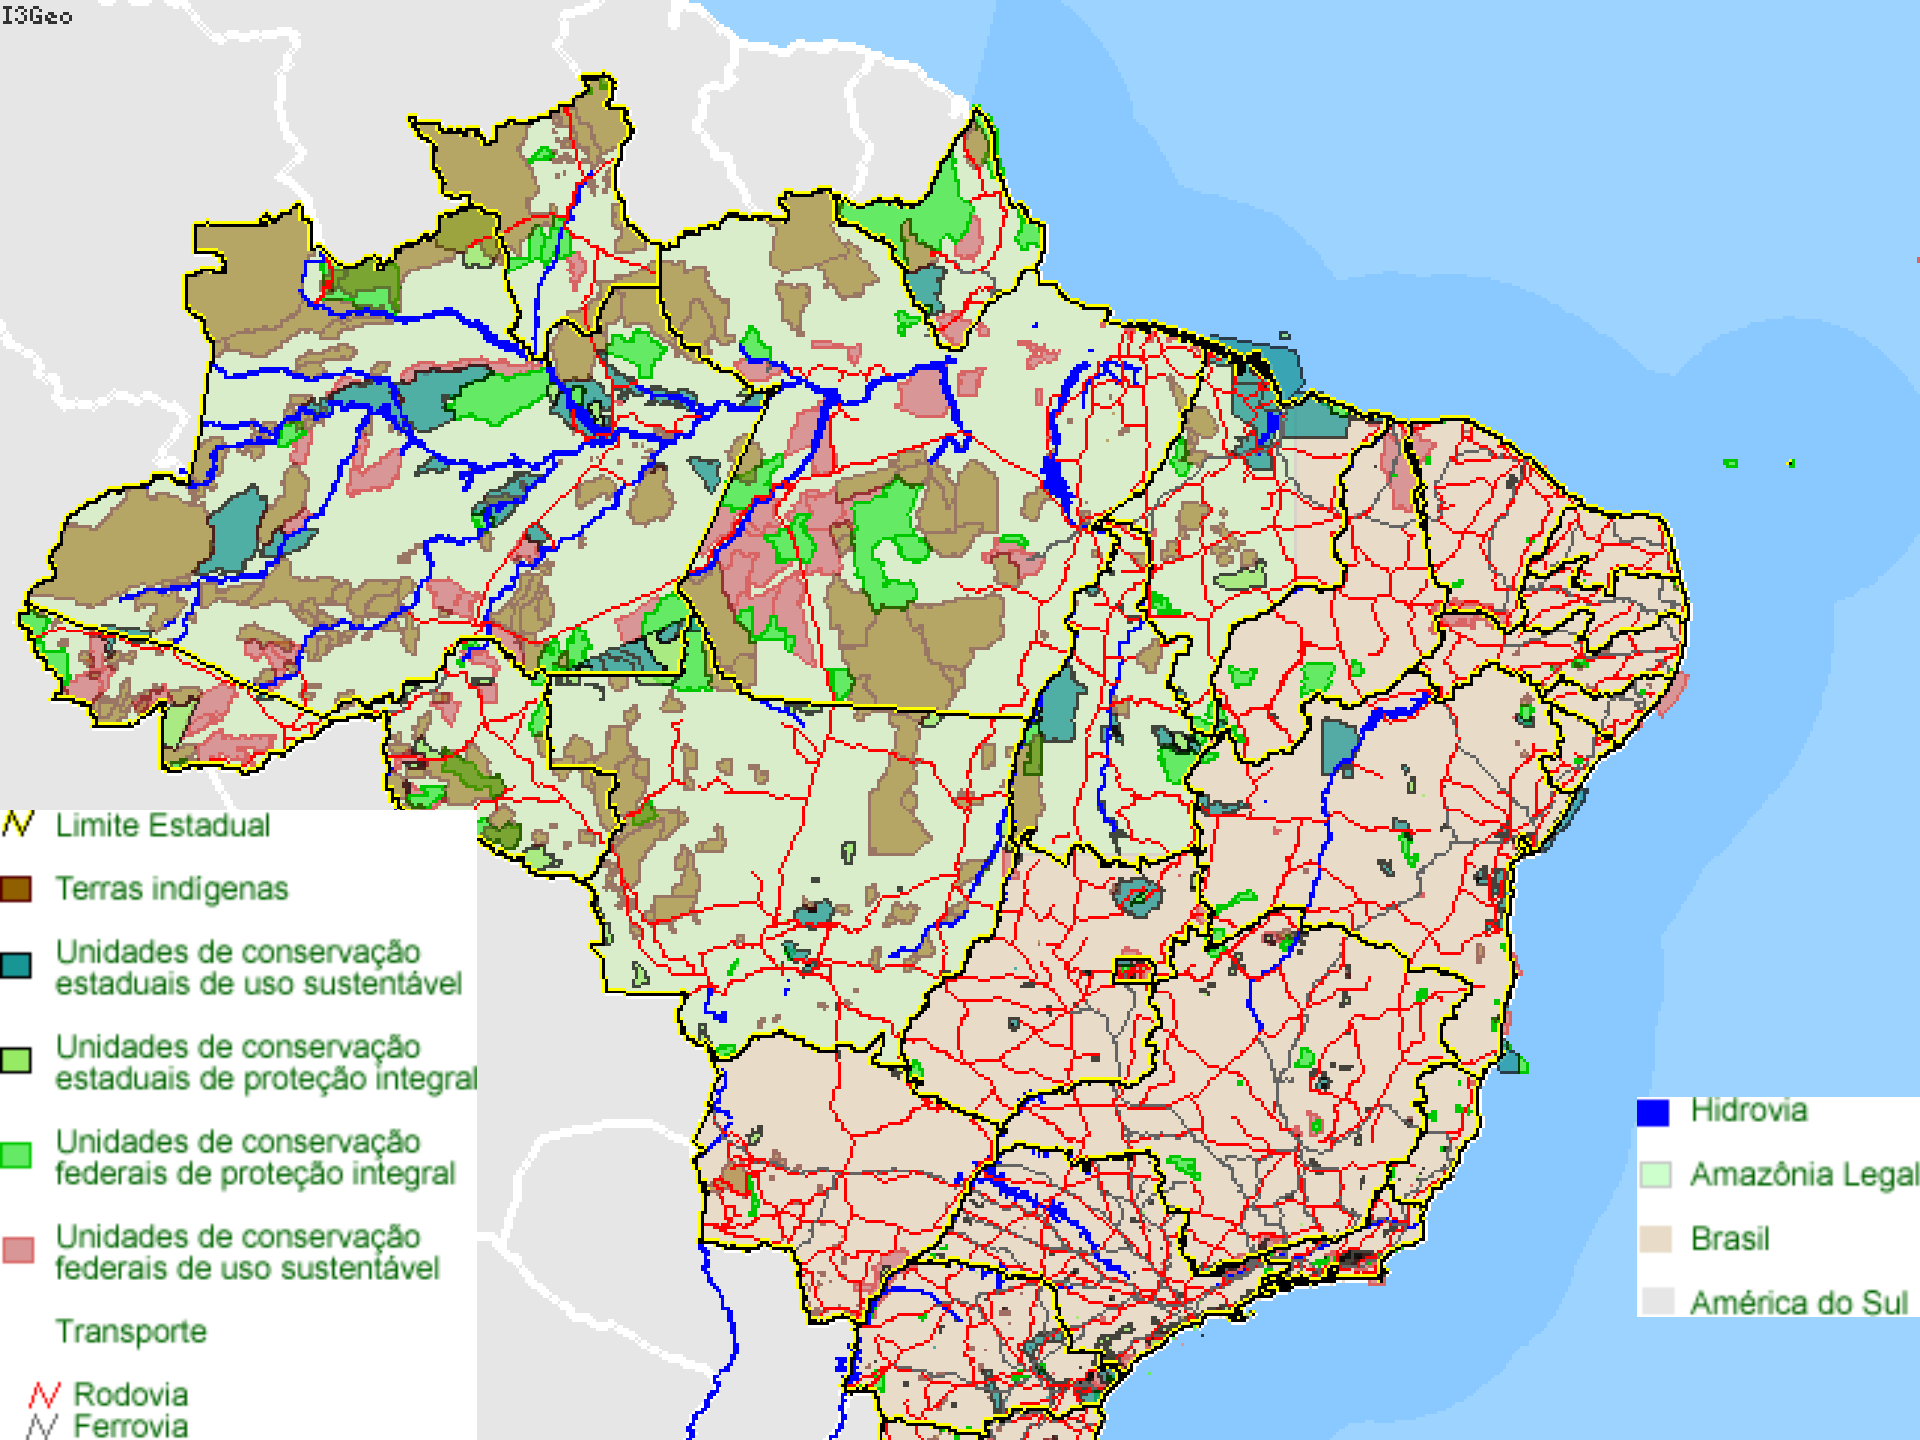 I3Geo
Limite Estadual
Terras indígenas
Unidades de conservação
estaduais de uso sustentável
Unidades de conservação
estaduais de proteção integral
Unidades de conservação
federais de proteção integral
Unidades de conservação
federais de uso sustentável
Transporte
Rodovia
Ferrovia
Hidrovia
Amazônia Legal
Brasil
América do Sul